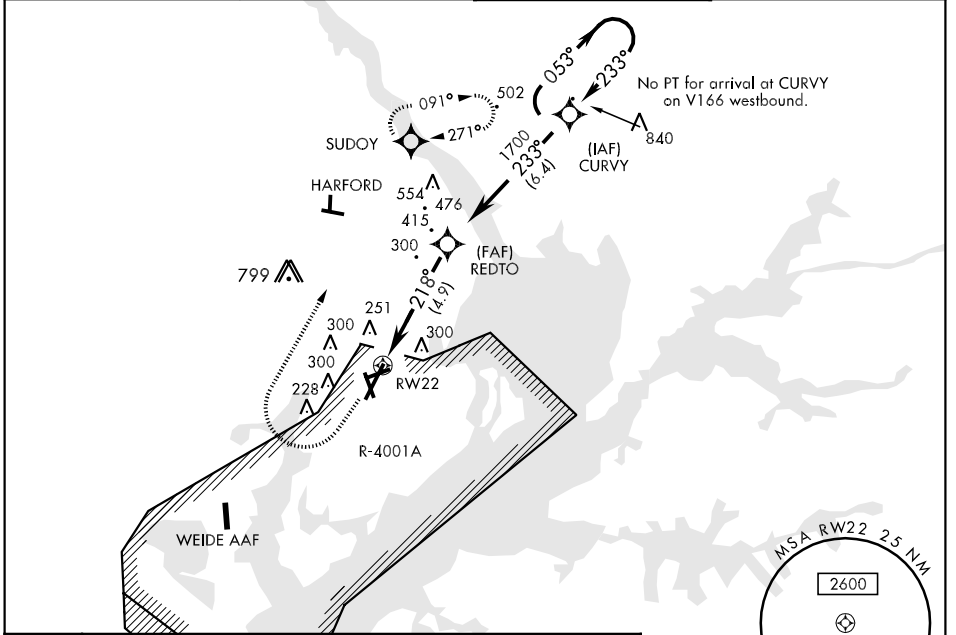 053°
233°
No PT for arrival at CURVY
on V166 westbound.
091°
502
271°
SUDOY
840
(IAF)
CURVY
1700
233°
(6.4)
HARFORD
554
476
415
300
(FAF)
REDTO
799
218°
(4.9)
251
300
300
300
228
RW22
R-4001A
WEIDE AAF
MSA RW22 25 NM
2600